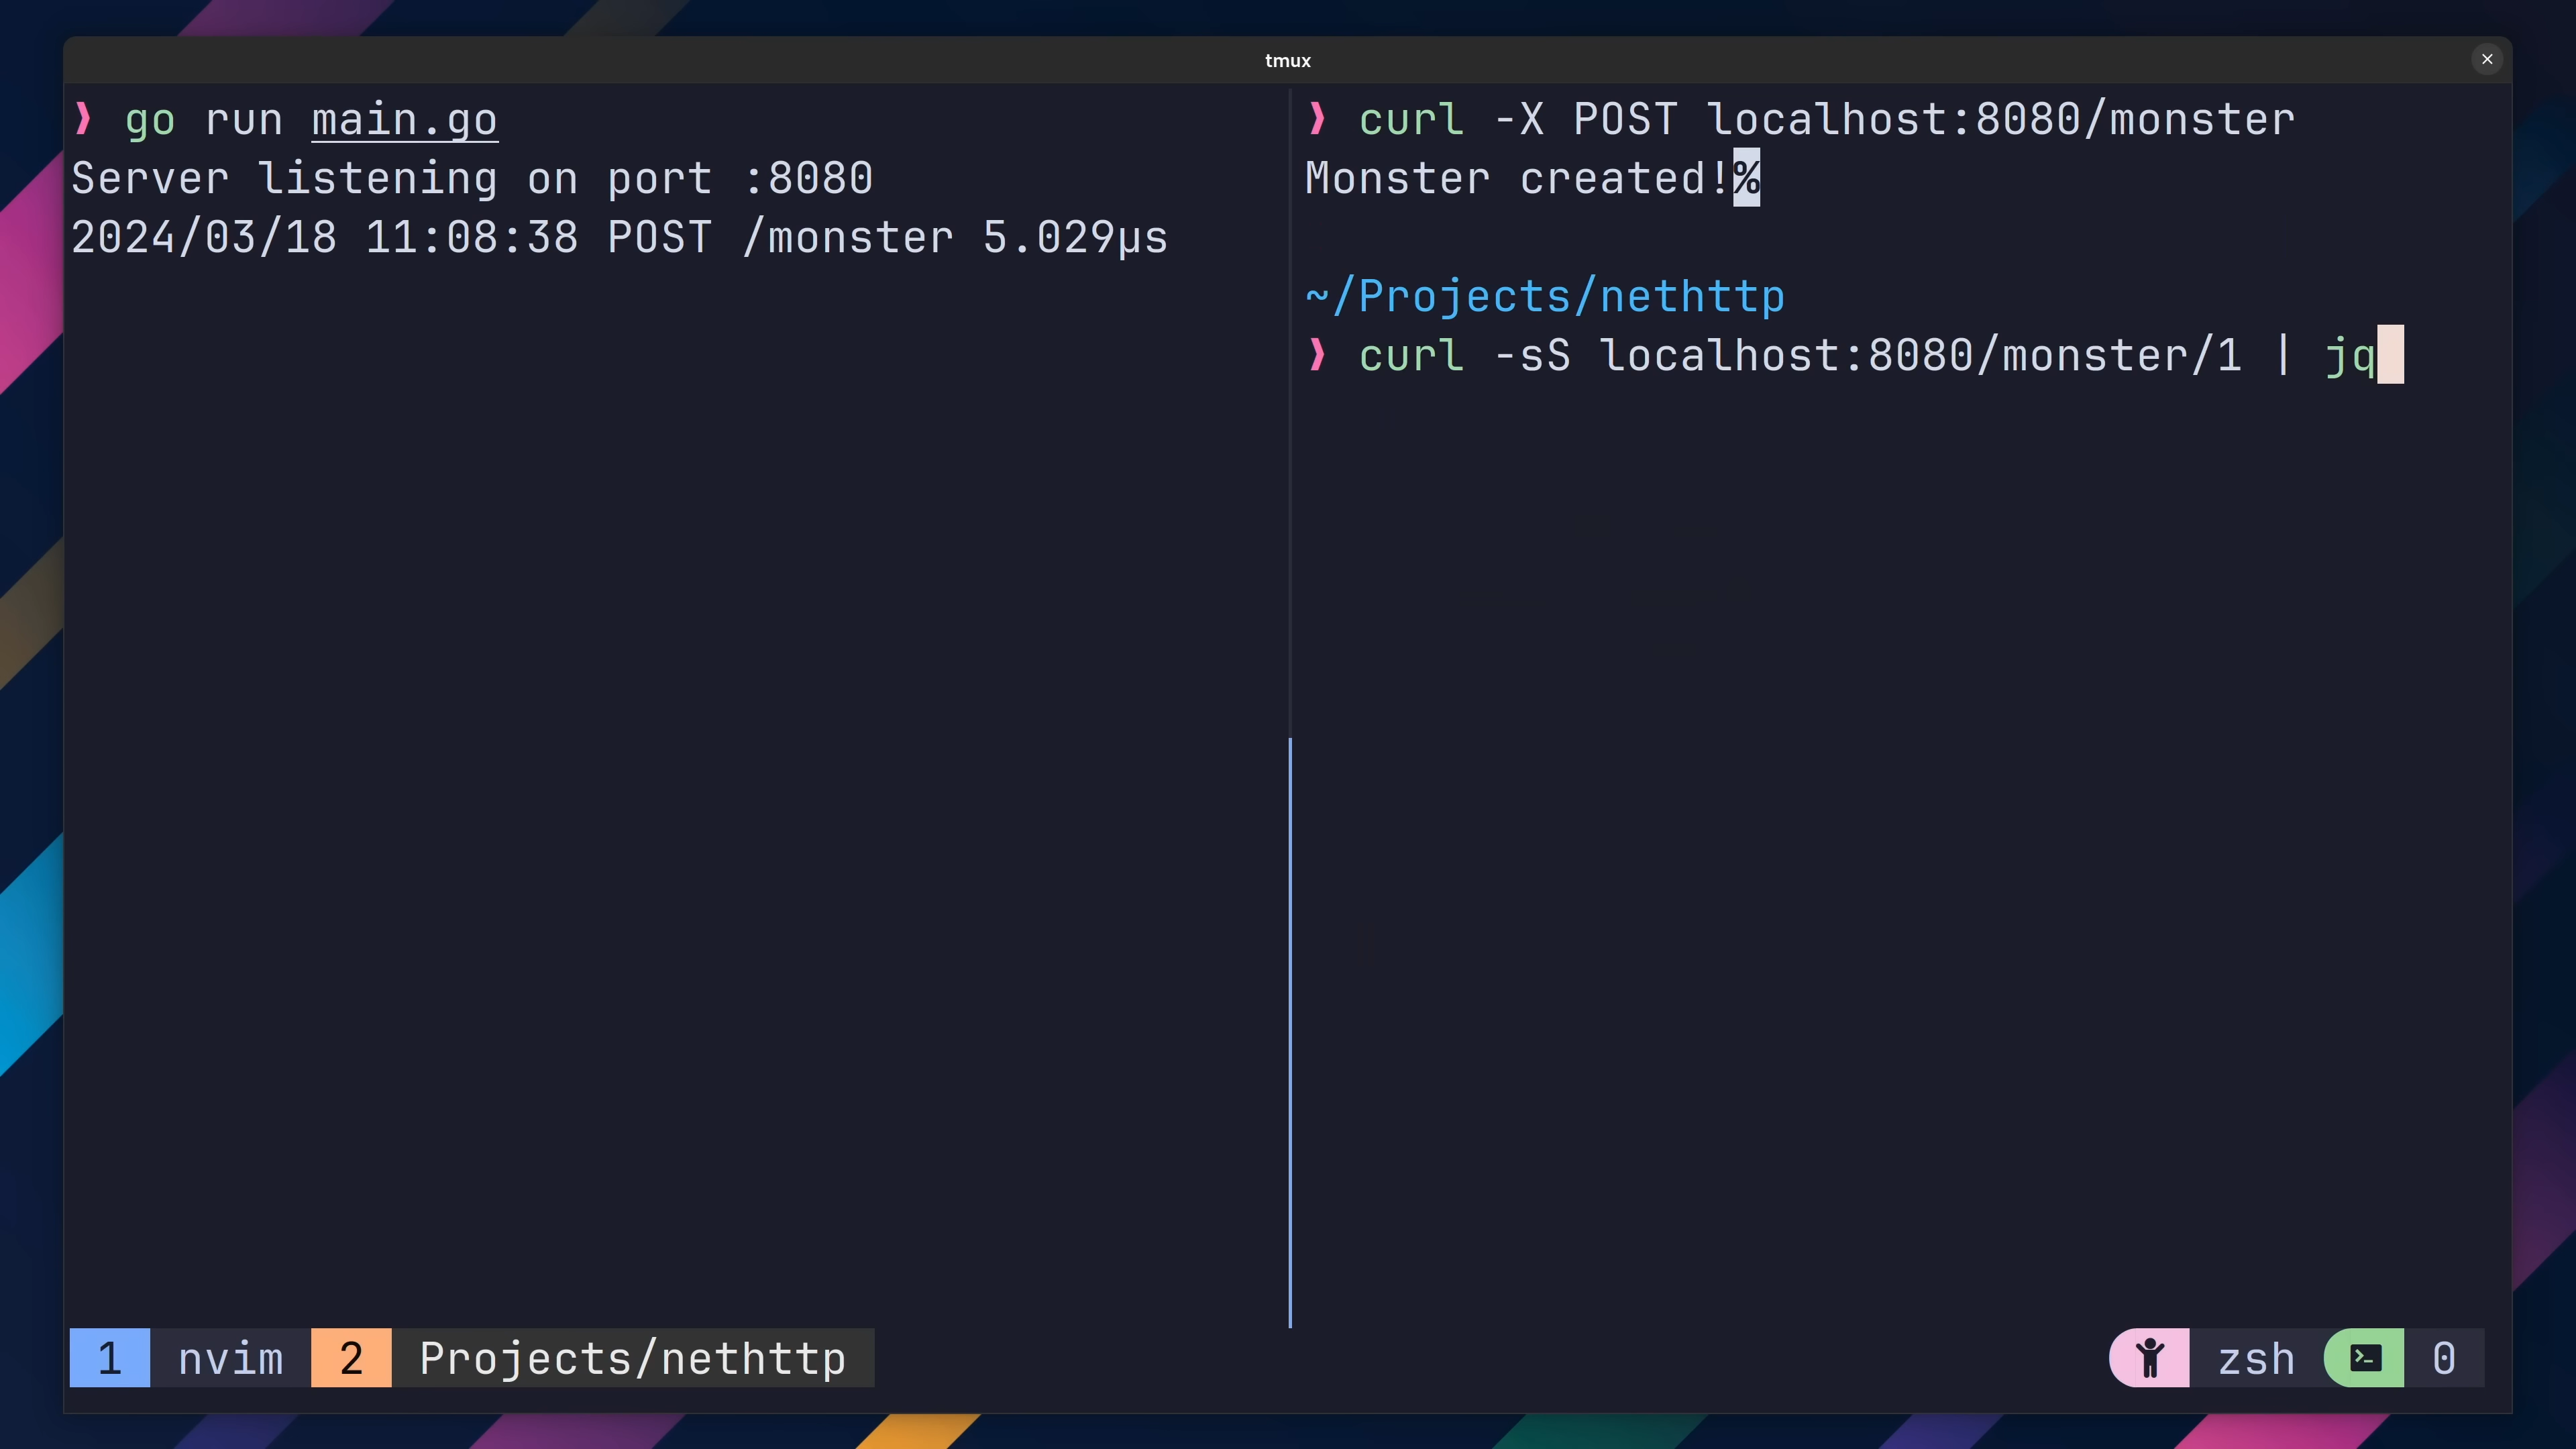 tmux
❯ go run main.go
Server listening on port :8080
2024/03/18 11:08:38 POST /monster 5.029µs
❯ curl -X POST localhost:8080/monster
Monster created!%
~/Projects/nethttp
❯ curl -sS localhost:8080/monster/1 | jq
1 nvim 2 Projects/nethttp
zsh 0